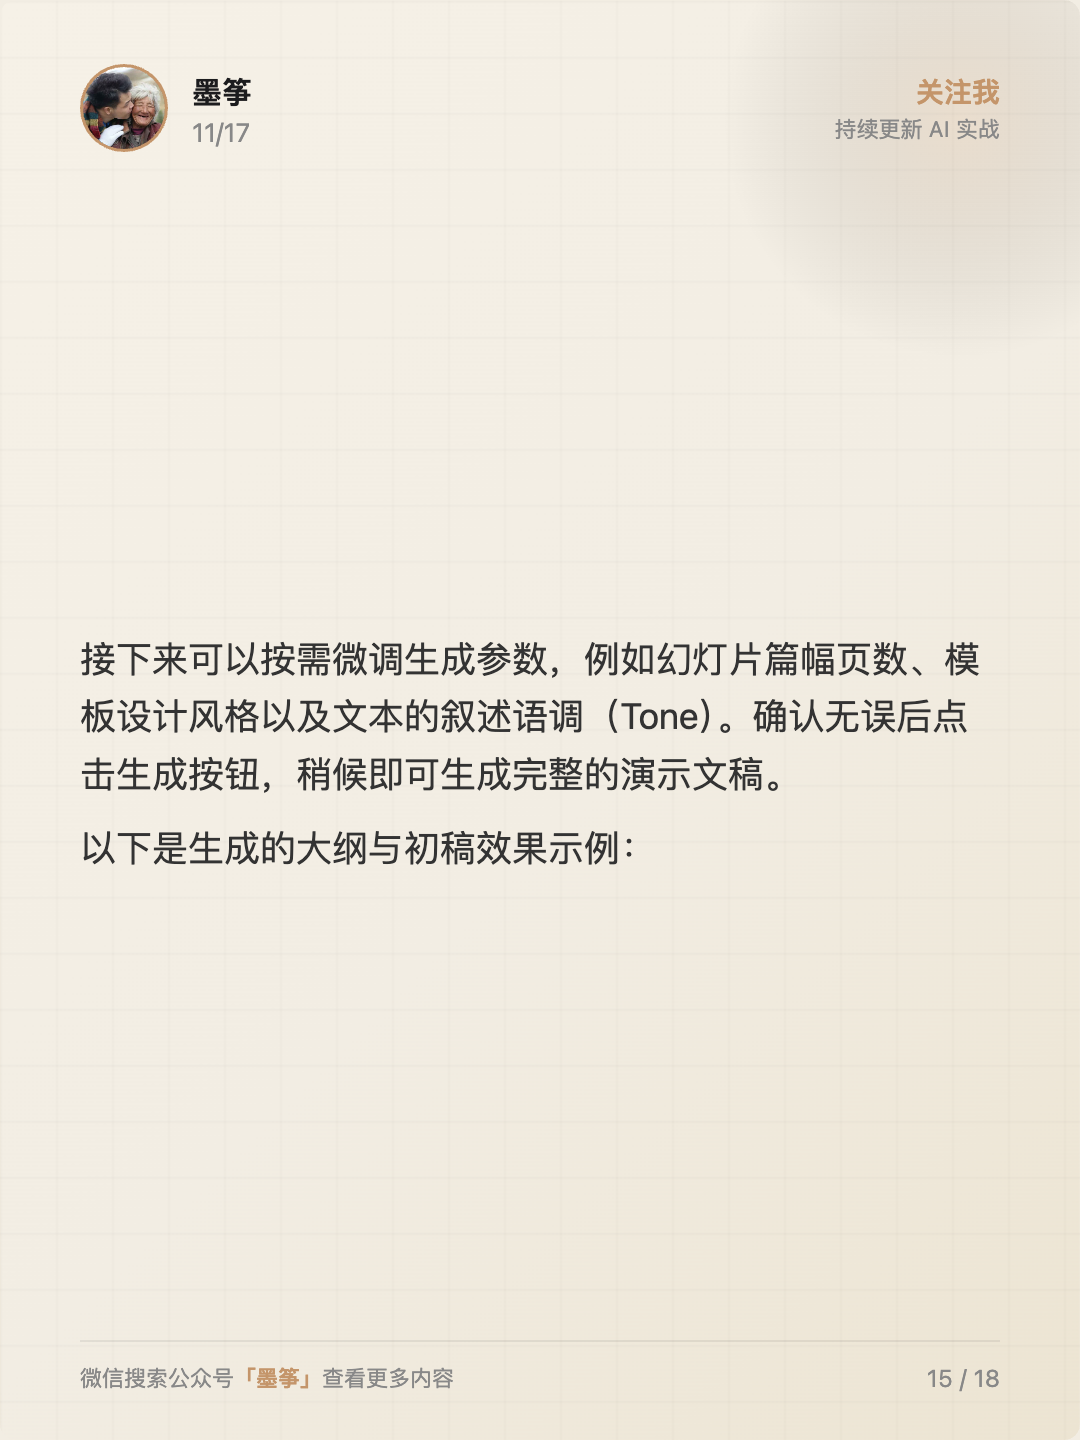 墨筝
11/17
关注我
持续更新 AI 实战
接下来可以按需微调生成参数，例如幻灯片篇幅页数、模
板设计风格以及文本的叙述语调（Tone）。确认无误后点
击生成按钮，稍候即可生成完整的演示文稿。
以下是生成的大纲与初稿效果示例：
微信搜索公众号「墨筝」查看更多内容
15 / 18